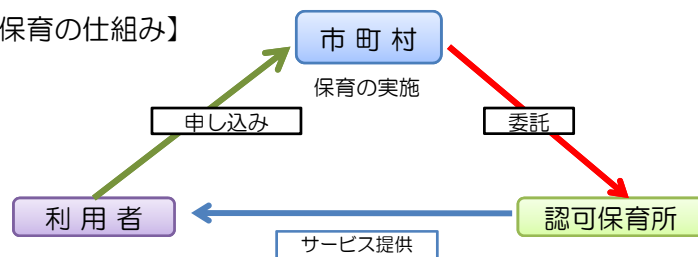 保育の仕組み】
市町村
保育の実施
申し込み
委託
利用者
認可保育所
サービス提供